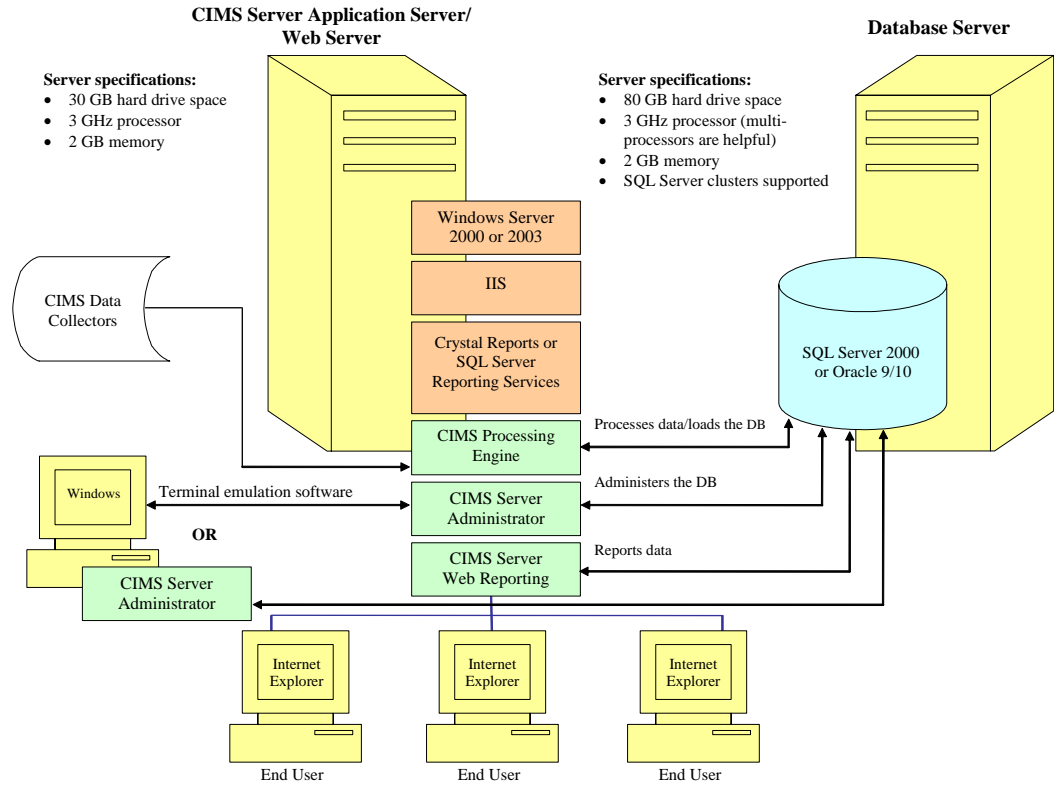 CIMS Server Application Server/
Web Server
Database Server
Server specifications:
• 30 GB hard drive space
• 3 GHz processor
• 2 GB memory
Server specifications:
• 80 GB hard drive space
• 3 GHz processor (multi-
processors are helpful)
• 2 GB memory
• SQL Server clusters supported
Windows Server
2000 or 2003
IIS
CIMS Data
Collectors
Crystal Reports or
SQL Server
Reporting Services
SQL Server 2000
or Oracle 9/10
CIMS Processing
Engine
Processes data/loads the DB
Windows
Terminal emulation software
CIMS Server
Administrator
Administers the DB
OR
CIMS Server
Web Reporting
Reports data
CIMS Server
Administrator
Internet
Explorer
Internet
Explorer
Internet
Explorer
End User
End User
End User